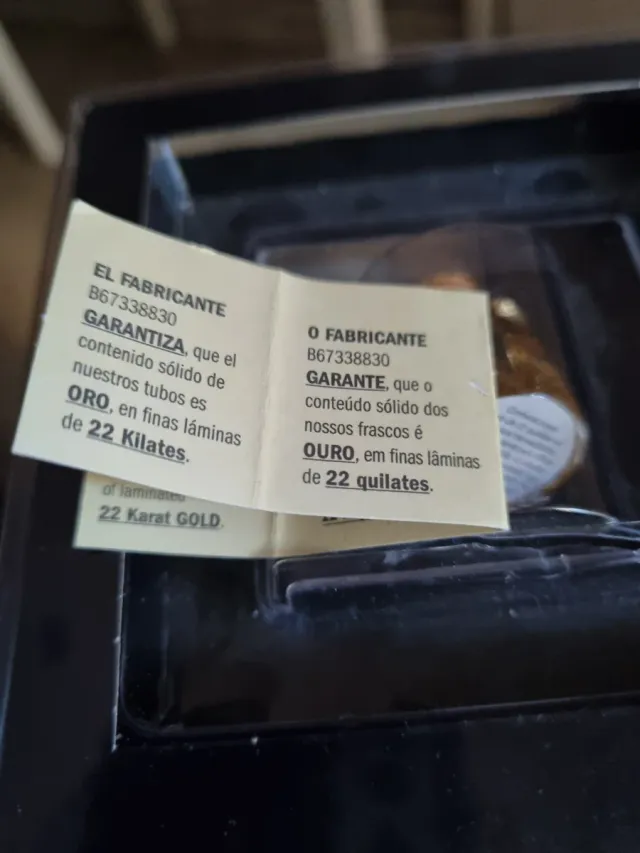 EL FABRICANTE
B67338830
GARANTIZA, que el
contenido sólido de
nuestros tubos es
ORO, en finas láminas
de 22 Kilates.
O FABRICANTE
B67338830
GARANTE, que o
conteúdo sólido dos
nossos frascos é
OURO, em finas lâminas
de 22 quilates.
of laminated
22 Karat GOLD.